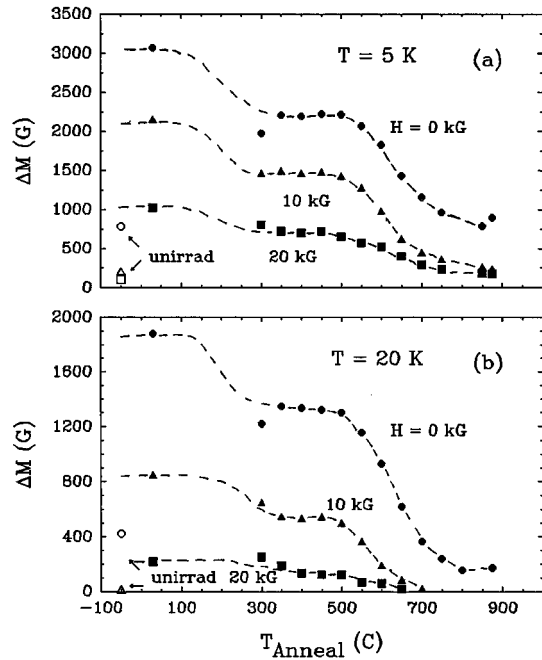 3500
3000
2500
2000
1500
1000
500
0
ΔM (G)
T = 5 K (a)
H = 0 kG
10 kG
unirrad 20 kG
2000
1600
1200
800
400
0
ΔM (G)
T = 20 K (b)
H = 0 kG
10 kG
unirrad 20 kG
-100 100 300 500 700 900
T_Anneal (C)